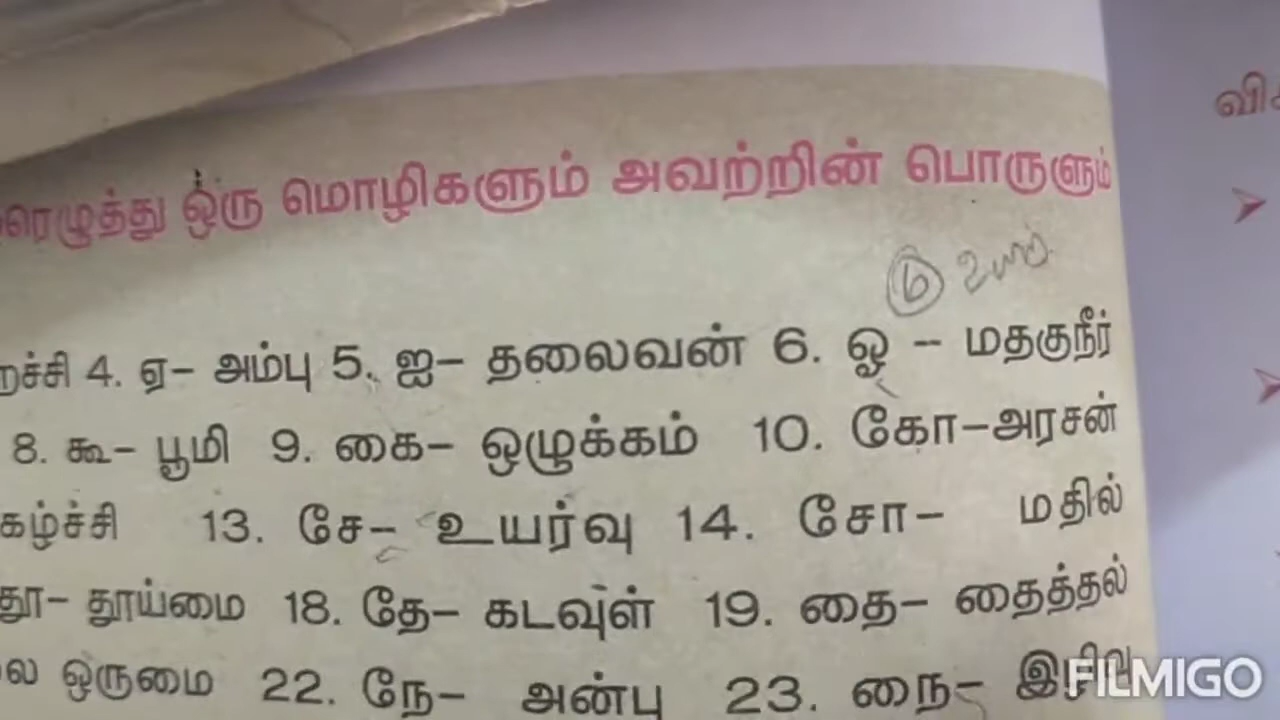 ரெழுத்து ஒரு மொழிகளும் அவற்றின் பொருளும்
6
றச்சி 4. ஏ– அம்பு 5. ஐ– தலைவன் 6. ஓ – மதகுநீர்
8. கூ– பூமி 9. கை– ஒழுக்கம் 10. கோ–அரசன்
கழ்ச்சி 13. சே– உயர்வு 14. சோ– மதில்
தூ– தூய்மை 18. தே– கடவுள் 19. தை– தைத்தல்
ல ஒருமை 22. நே– அன்பு 23. நை–
FILMIGO